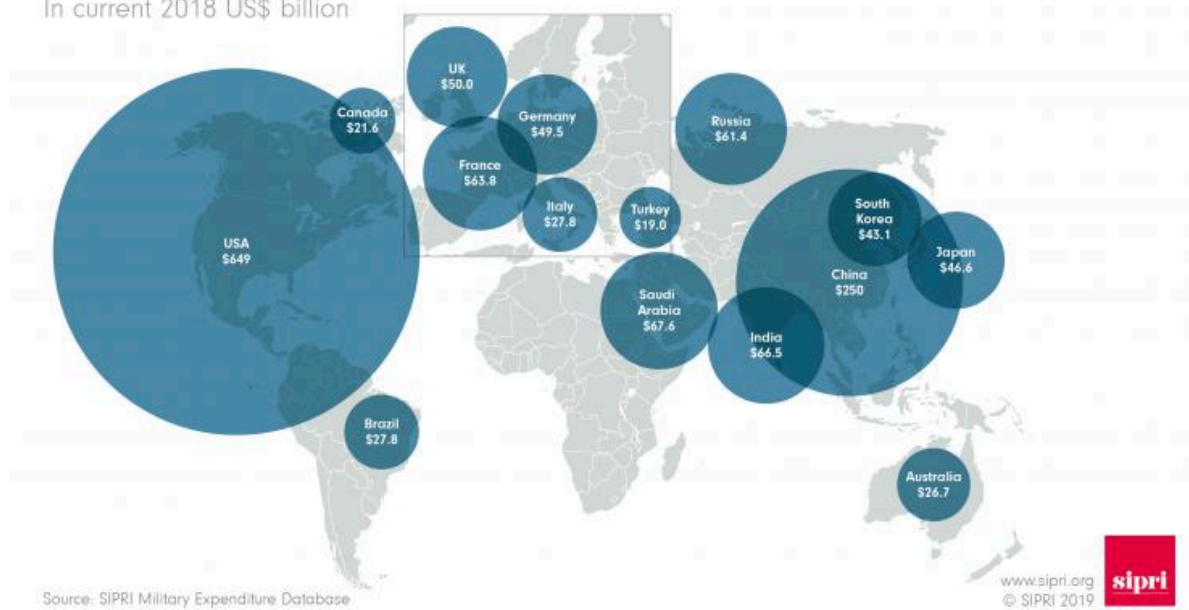 In current 2018 US$ billion
UK
$50.0
Canada
$21.6
Germany
$49.5
Russia
$61.4
France
$63.8
Italy
$27.8
Turkey
$19.0
South
Korea
$43.1
USA
$649
Japan
$46.6
China
$250
Saudi
Arabia
$67.6
India
$66.5
Brazil
$27.8
Australia
$26.7
www.sipri.org
© SIPRI 2019
sipri
Source: SIPRI Military Expenditure Database